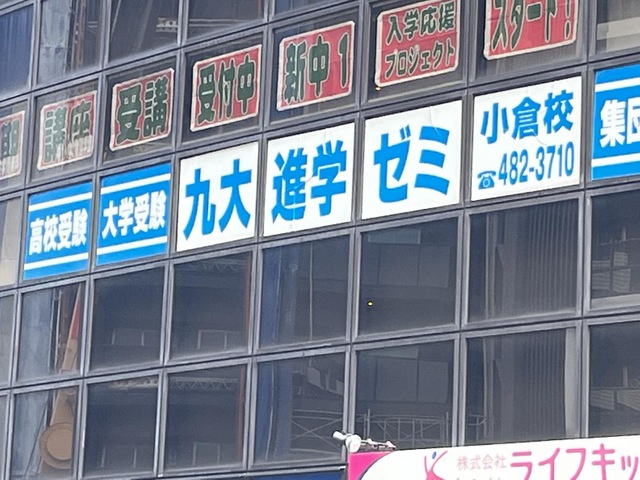 講座
受講
受付中
新中1
入学応援
プロジェクト
スタート!
高校受験
大学受験
九大
進学
ゼミ
小倉校
☎482-3710
集団
株式会社
ライフキッ